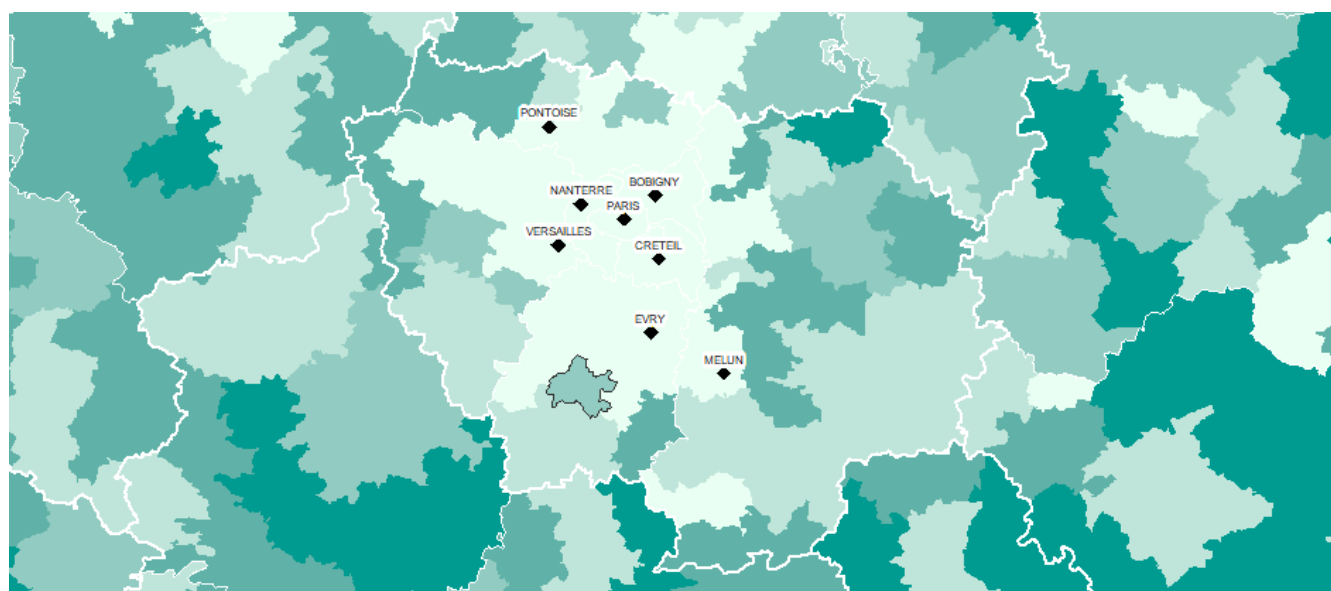 PONTOISE
BOBIGNY
NANTERRE
PARIS
VERSAILLES
CRETEIL
EVRY
MELUN